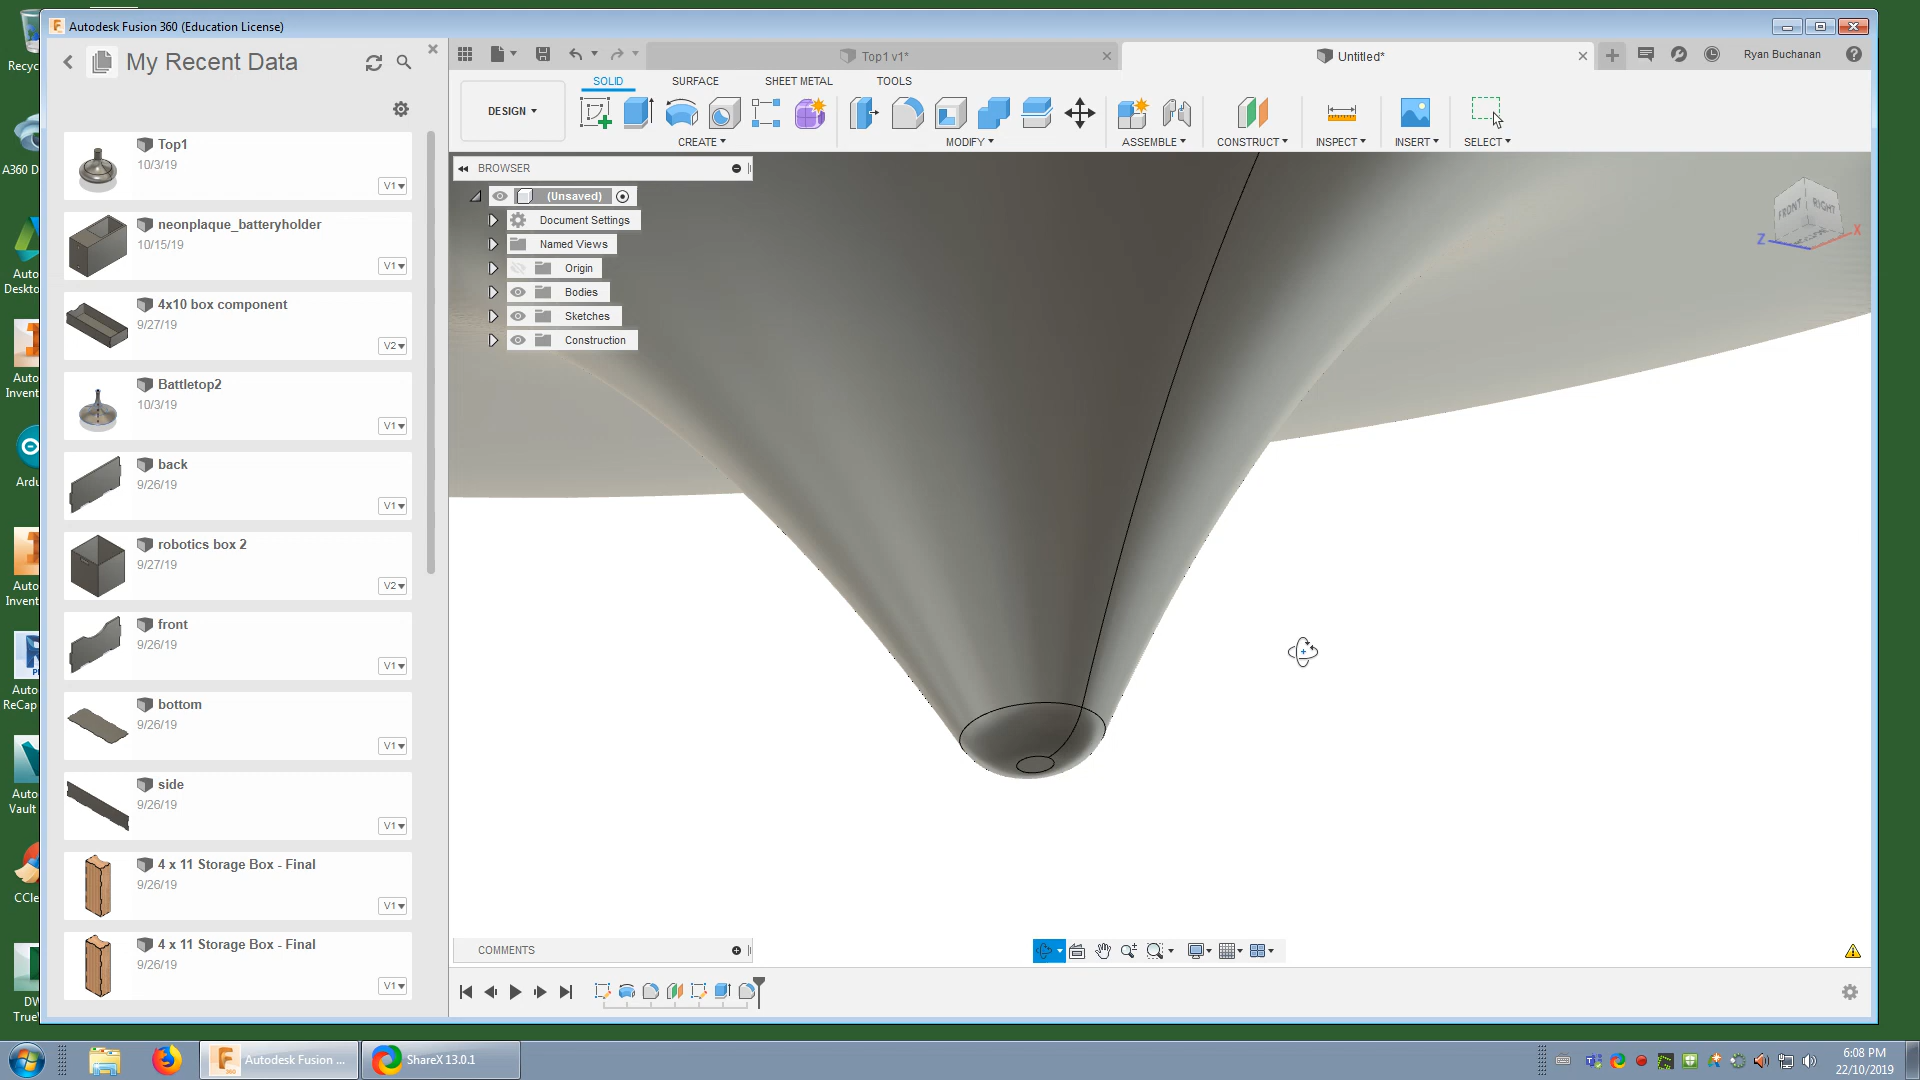 Recyc
A360 D
Auto
Deskto
Auto
Invent
Ardu
Auto
Invent
Auto
ReCap
Auto
Vault
CCle
DW
TrueV
Autodesk Fusion 360 (Education License)
My Recent Data
Top1
10/3/19
V1
neonplaque_batteryholder
10/15/19
V1
4x10 box component
9/27/19
V2
Battletop2
10/3/19
V1
back
9/26/19
V1
robotics box 2
9/27/19
V2
front
9/26/19
V1
bottom
9/26/19
V1
side
9/26/19
V1
4 x 11 Storage Box - Final
9/26/19
V1
4 x 11 Storage Box - Final
9/26/19
V1
Top1 v1*
Untitled*
Ryan Buchanan
SOLID
SURFACE
SHEET METAL
TOOLS
DESIGN
CREATE
MODIFY
ASSEMBLE
CONSTRUCT
INSPECT
INSERT
SELECT
BROWSER
(Unsaved)
Document Settings
Named Views
Origin
Bodies
Sketches
Construction
FRONT
RIGHT
Z
X
COMMENTS
Autodesk Fusion ...
ShareX 13.0.1
6:08 PM
22/10/2019